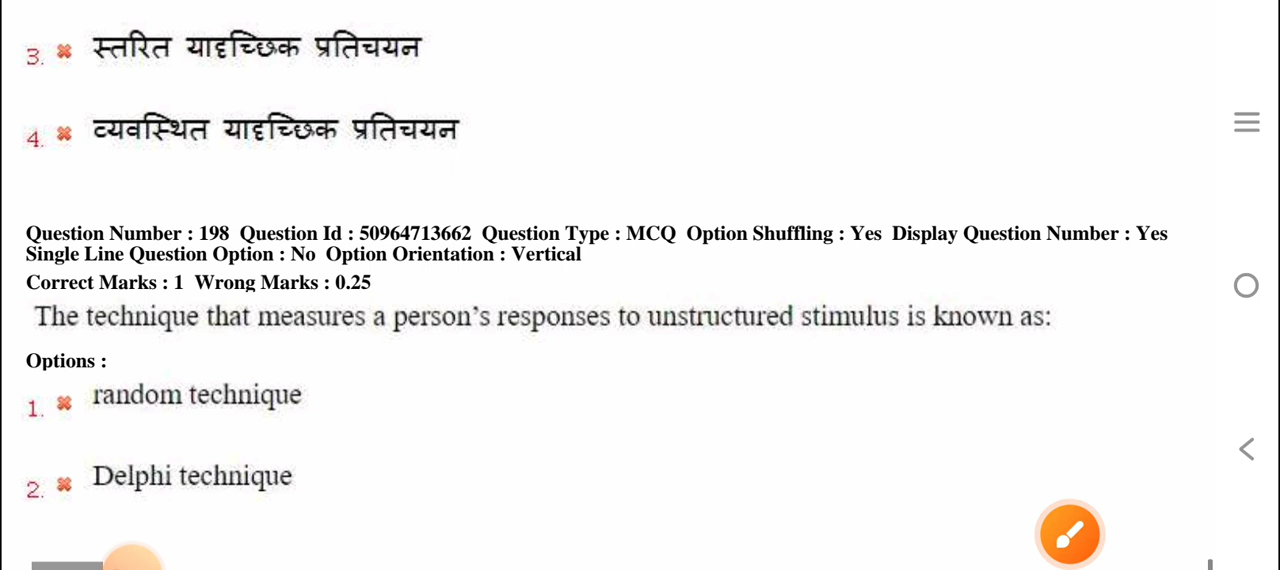 3. स्तरित यादृच्छिक प्रतिचयन
4. व्यवस्थित यादृच्छिक प्रतिचयन
Question Number : 198 Question Id : 50964713662 Question Type : MCQ Option Shuffling : Yes Display Question Number : Yes
Single Line Question Option : No Option Orientation : Vertical
Correct Marks : 1 Wrong Marks : 0.25
The technique that measures a person’s responses to unstructured stimulus is known as:
Options :
1. random technique
2. Delphi technique